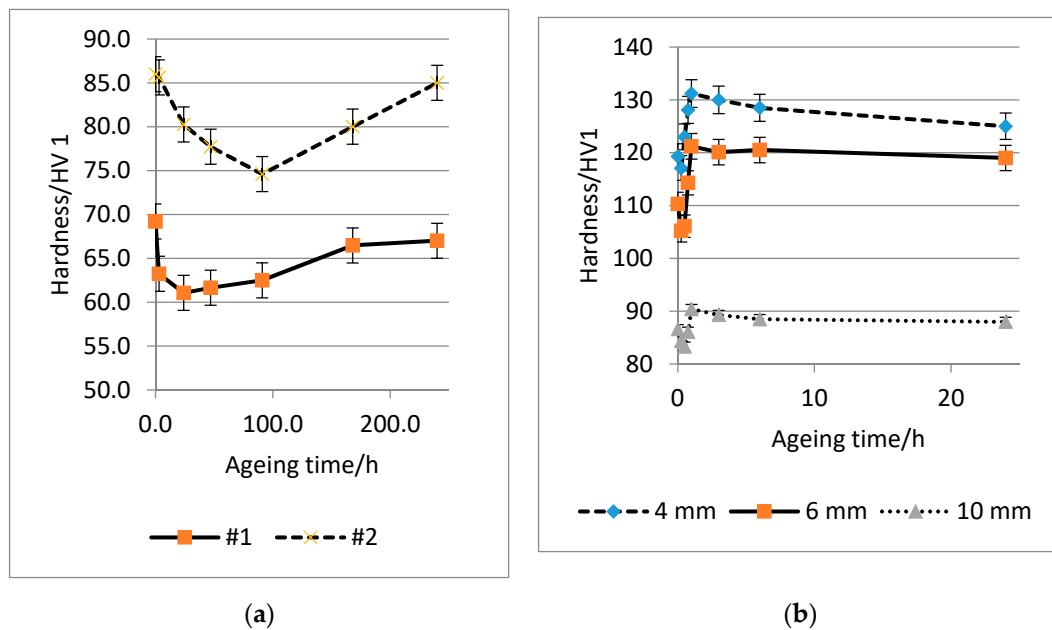 90.0
85.0
80.0
75.0
70.0
65.0
60.0
55.0
50.0
0.0 100.0 200.0
Hardness/HV 1
Ageing time/h
#1 #2
(a)
140
130
120
110
100
90
80
0 10 20
Hardness/HV1
Ageing time/h
4 mm 6 mm 10 mm
(b)